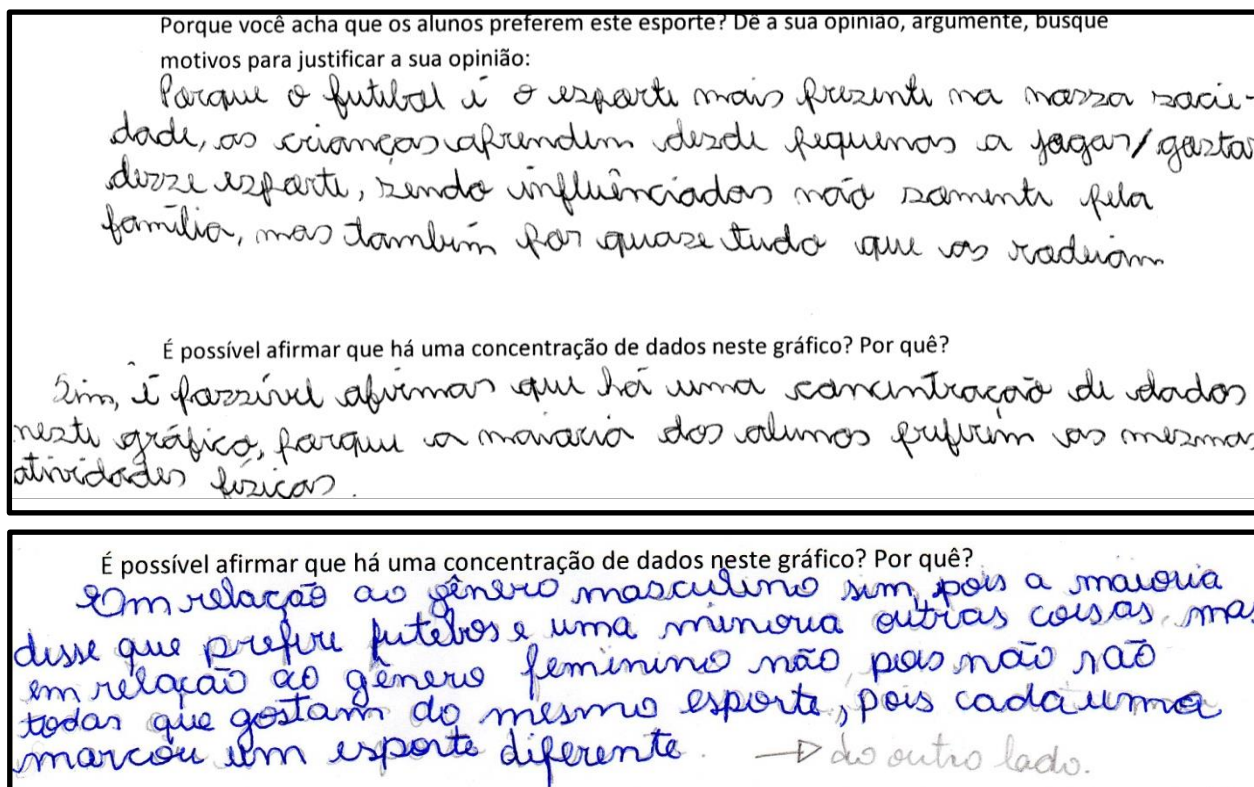 Porque você acha que os alunos preferem este esporte? Dê a sua opinião, argumente, busque
motivos para justificar a sua opinião:
Porque o futebol é o esporte mais prezente na nossa socie-
dade, as crianças aprendem desde pequenos a jogar/gostar
desse esporte, sendo influênciados não somente pela
família, mas também por quase tudo que os rodeiam
É possível afirmar que há uma concentração de dados neste gráfico? Por quê?
Sim, é possível afirmar que há uma concentração de dados
neste gráfico, porque a maioria dos alunos preferem as mesmas
atividades físicas.
É possível afirmar que há uma concentração de dados neste gráfico? Por quê?
Em relação ao gênero masculino sim, pois a maioria
disse que prefere futebol e uma minoria outras coisas, mas
em relação ao gênero feminino não, pois não são
todas que gostam do mesmo esporte, pois cada uma
marcou um esporte diferente. → do outro lado.